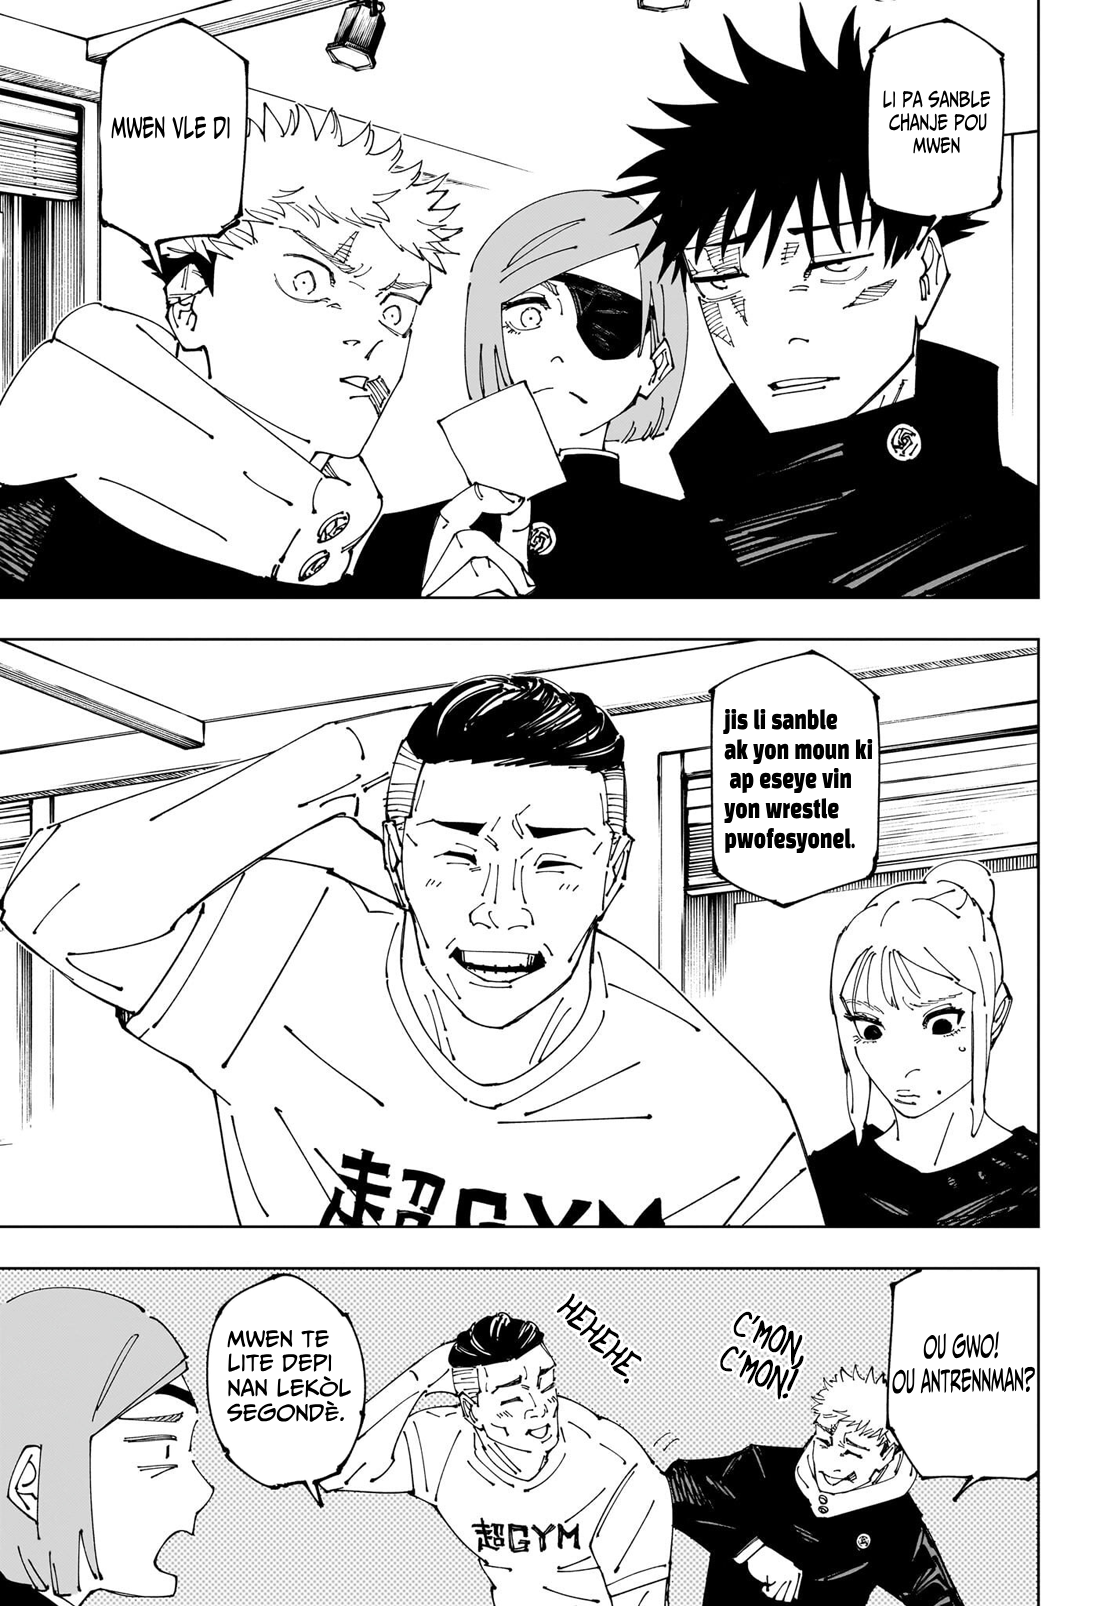 LI PA SANBLE
CHANJE POU
MWEN
MWEN VLE DI
jis li sanble
ak yon moun ki
ap eseye vin
yon wrestle
pwofesyonel.
超GYM
OU GWO!
OU ANTRENNMAN?
C'MON,
C'MON!
HEHEHE.
MWEN TE
LITE DEPI
NAN LEKÒL
SEGONDÈ.
超GYM